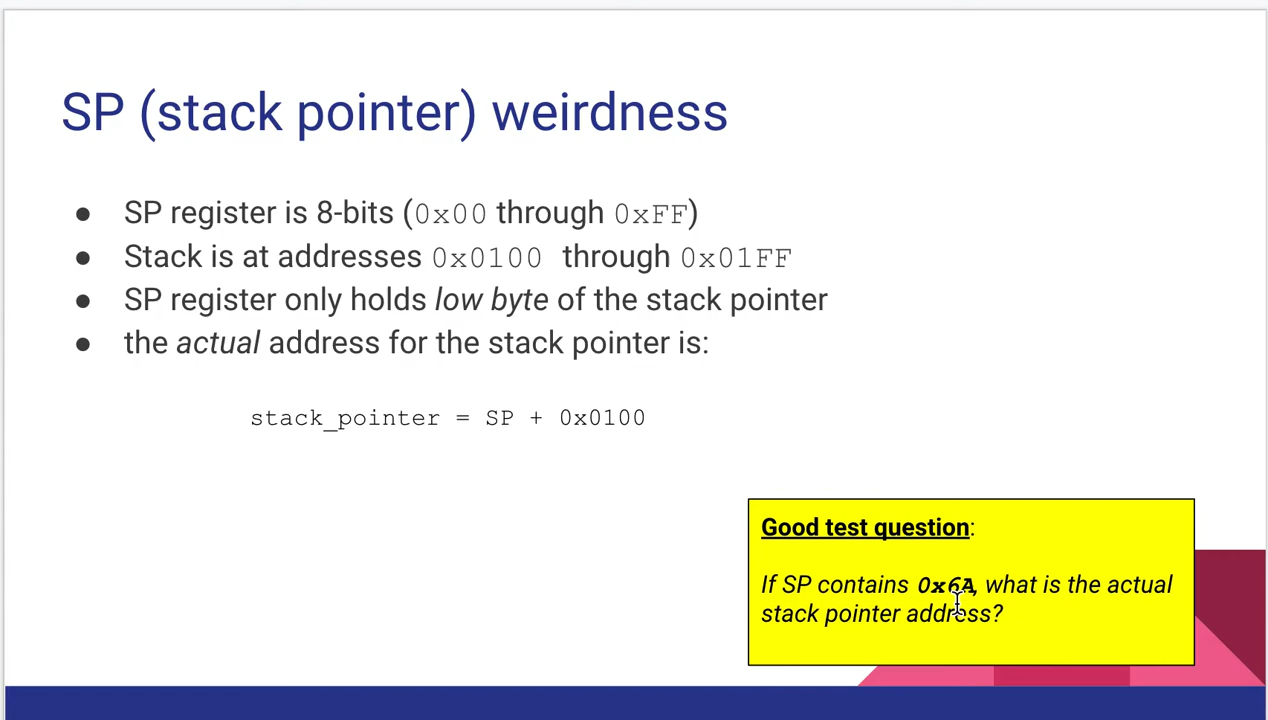 SP (stack pointer) weirdness
● SP register is 8-bits (0x00 through 0xFF)
● Stack is at addresses 0x0100 through 0x01FF
● SP register only holds low byte of the stack pointer
● the actual address for the stack pointer is:
stack_pointer = SP + 0x0100
Good test question:
If SP contains 0x6A, what is the actual
stack pointer address?